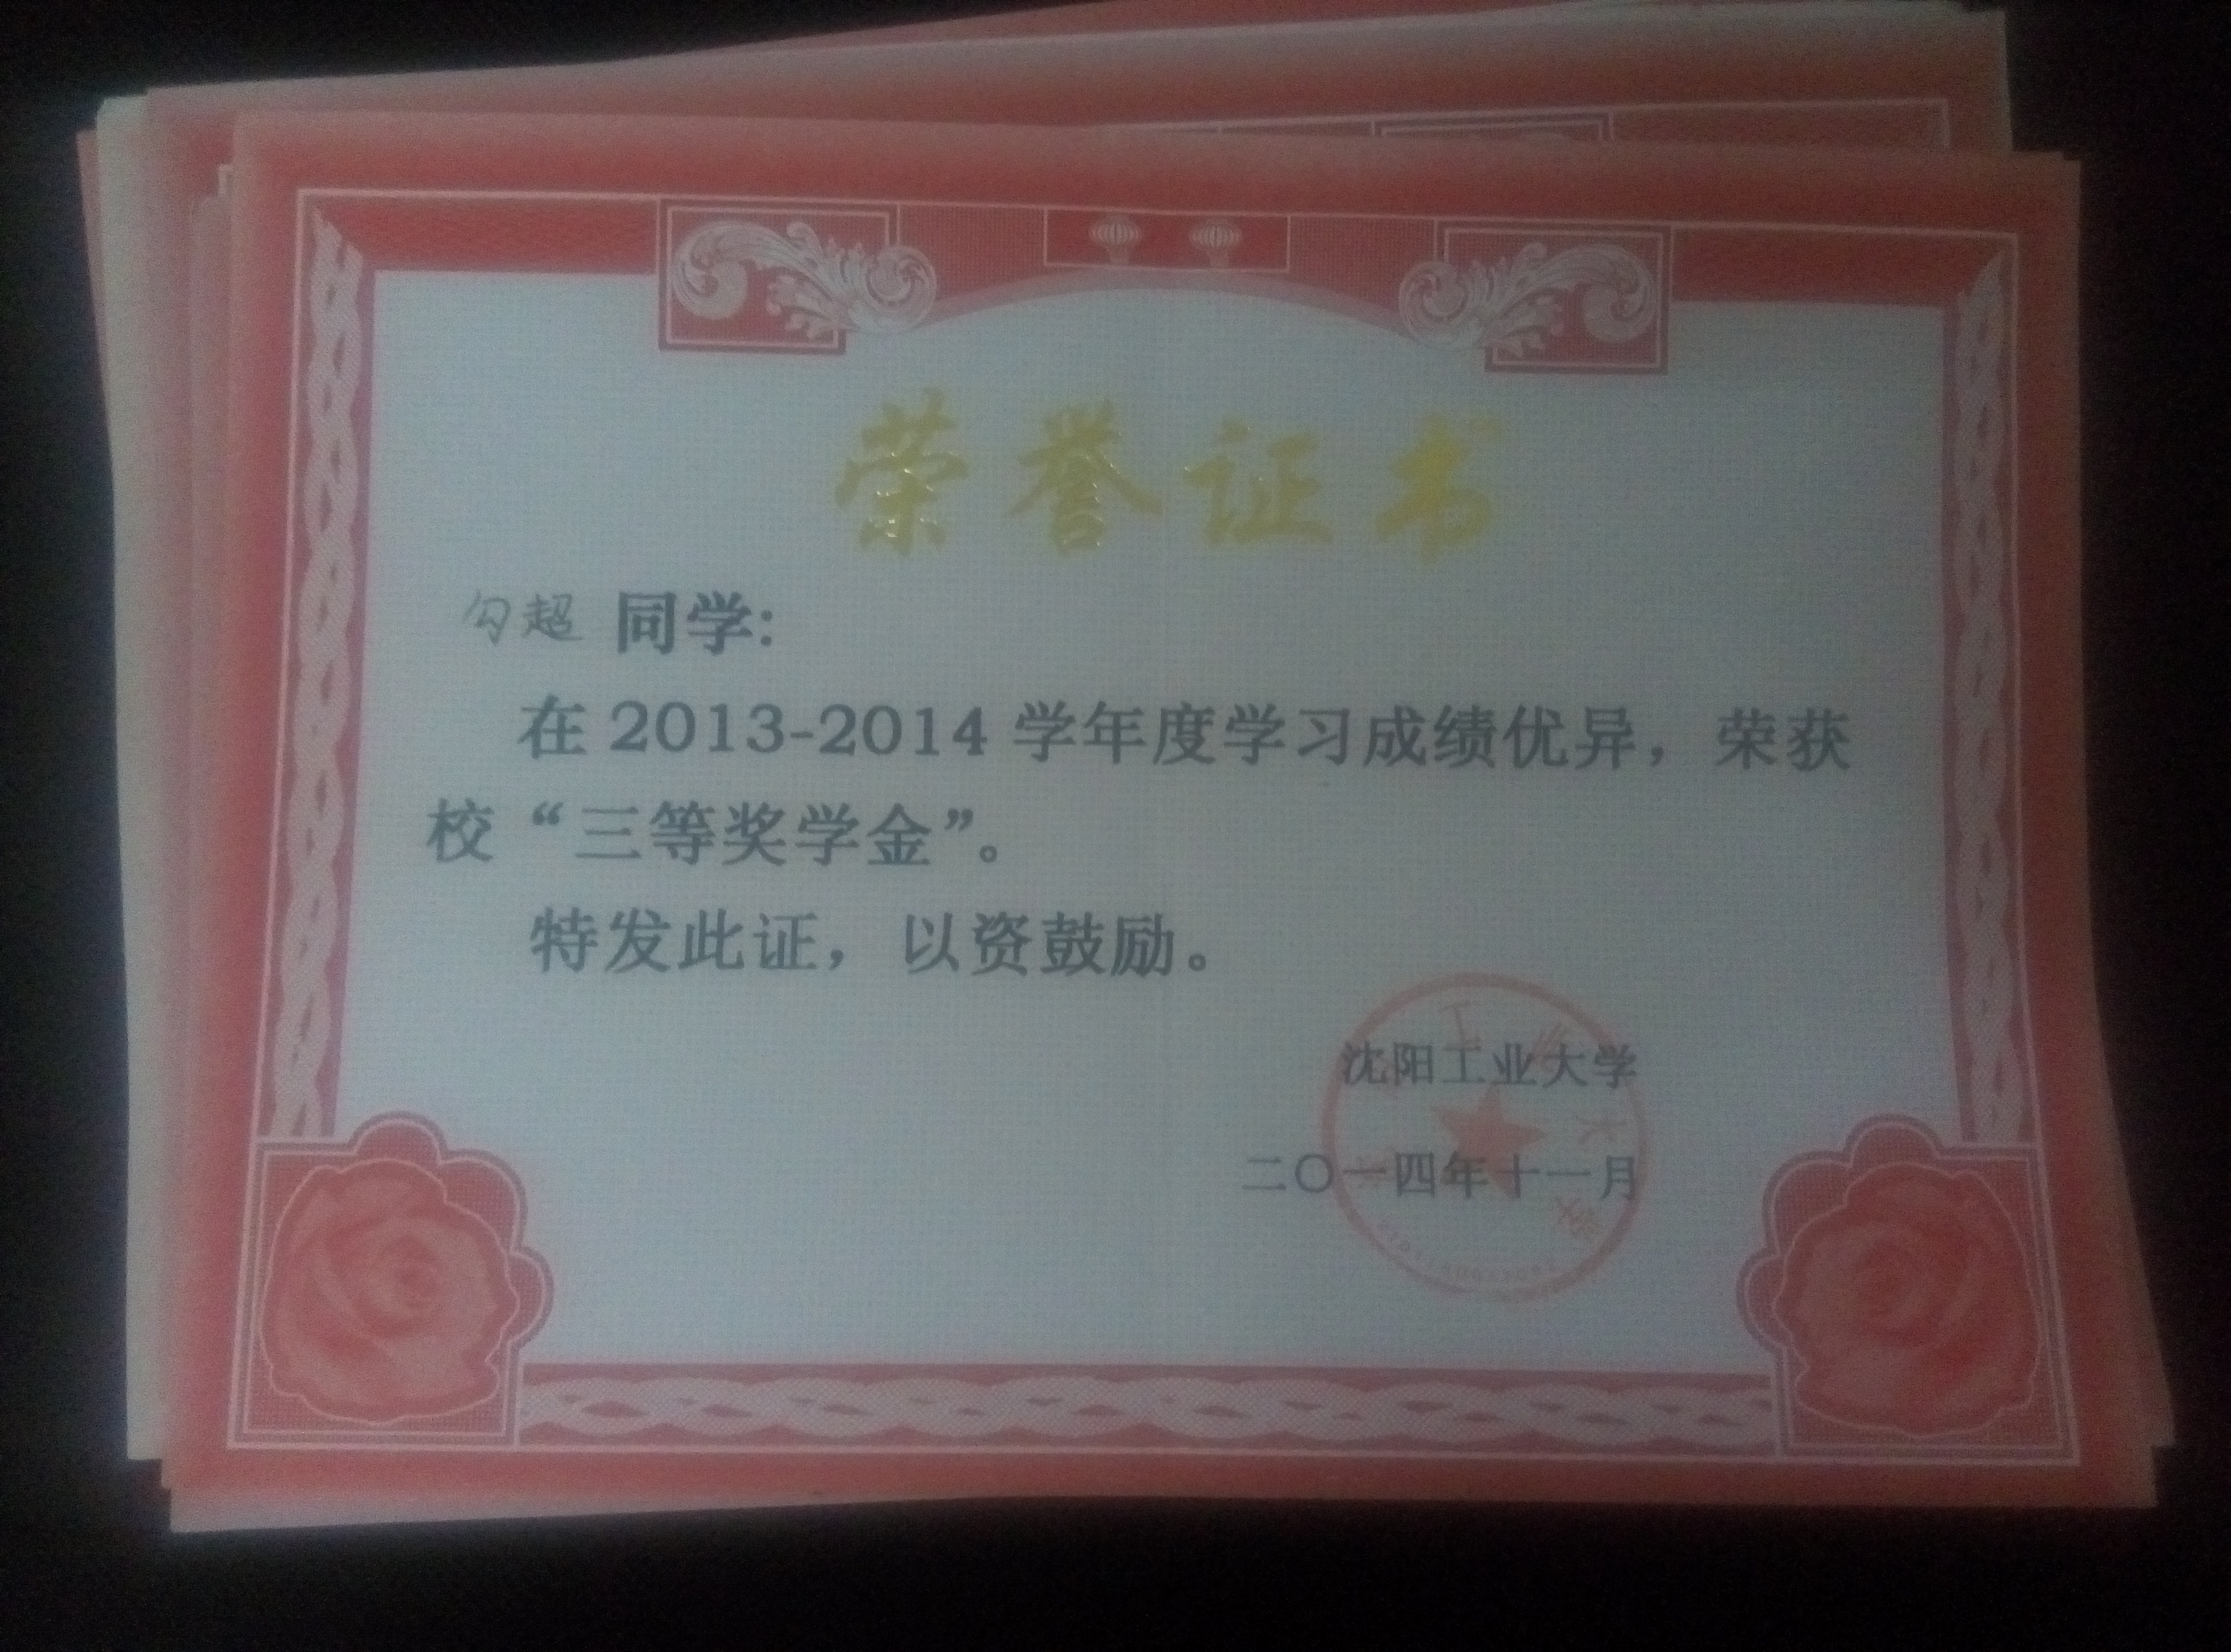 荣誉证书
勾超 同学:
在 2013-2014 学年度学习成绩优异，荣获
校“三等奖学金”。
特发此证，以资鼓励。
沈阳工业大学
二〇一四年十一月